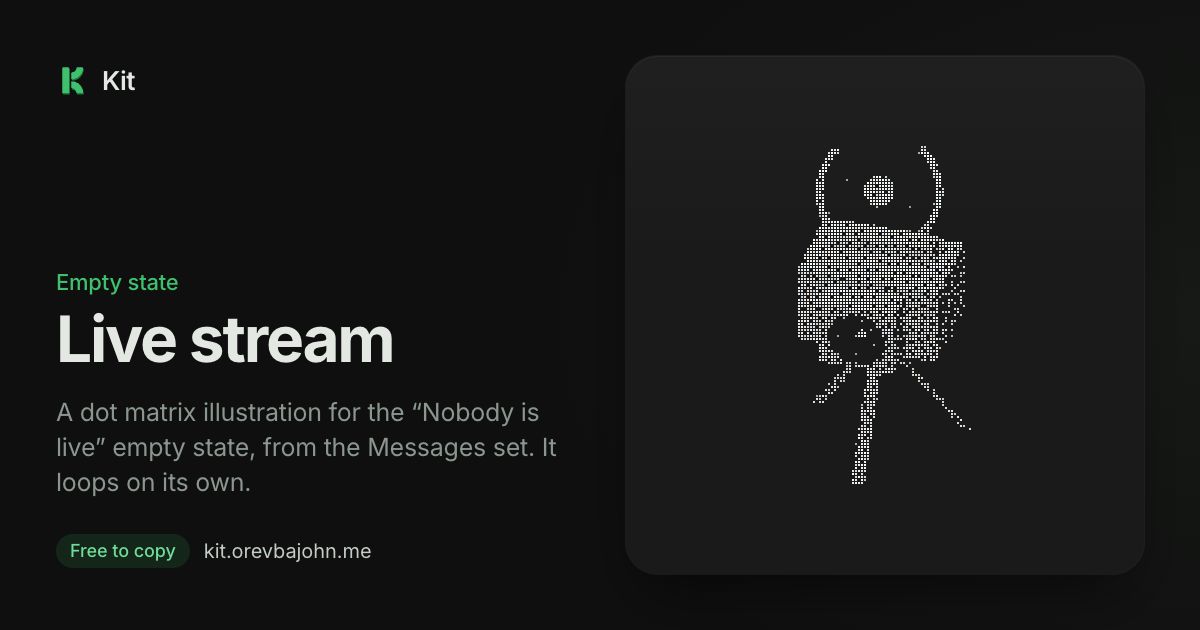 Kit
Empty state
Live stream
A dot matrix illustration for the “Nobody is
live” empty state, from the Messages set. It
loops on its own.
Free to copy
kit.orevbajohn.me